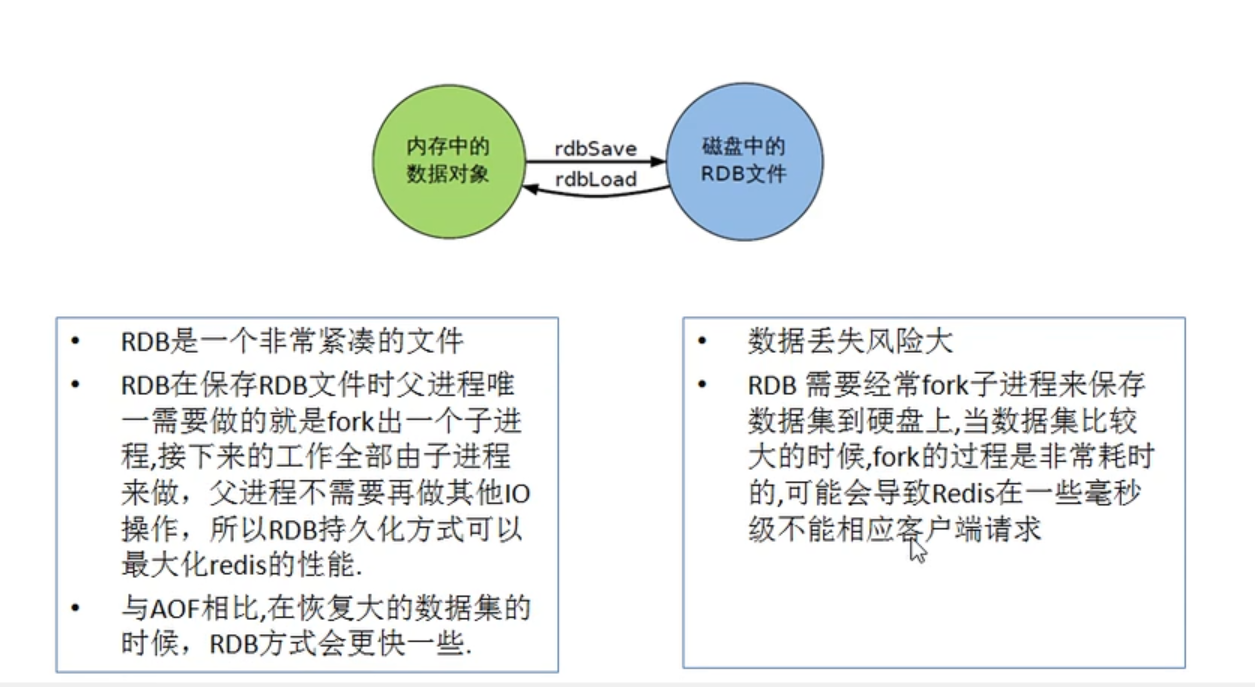 内存中的
数据对象
rdbSave
rdbLoad
磁盘中的
RDB文件
• RDB是一个非常紧凑的文件
• RDB在保存RDB文件时父进程唯
一需要做的就是fork出一个子进
程,接下来的工作全部由子进程
来做，父进程不需要再做其他IO
操作，所以RDB持久化方式可以
最大化redis的性能.
• 与AOF相比,在恢复大的数据集的
时候，RDB方式会更快一些.
• 数据丢失风险大
• RDB 需要经常fork子进程来保存
数据集到硬盘上,当数据集比较
大的时候,fork的过程是非常耗时
的,可能会导致Redis在一些毫秒
级不能相应客户端请求